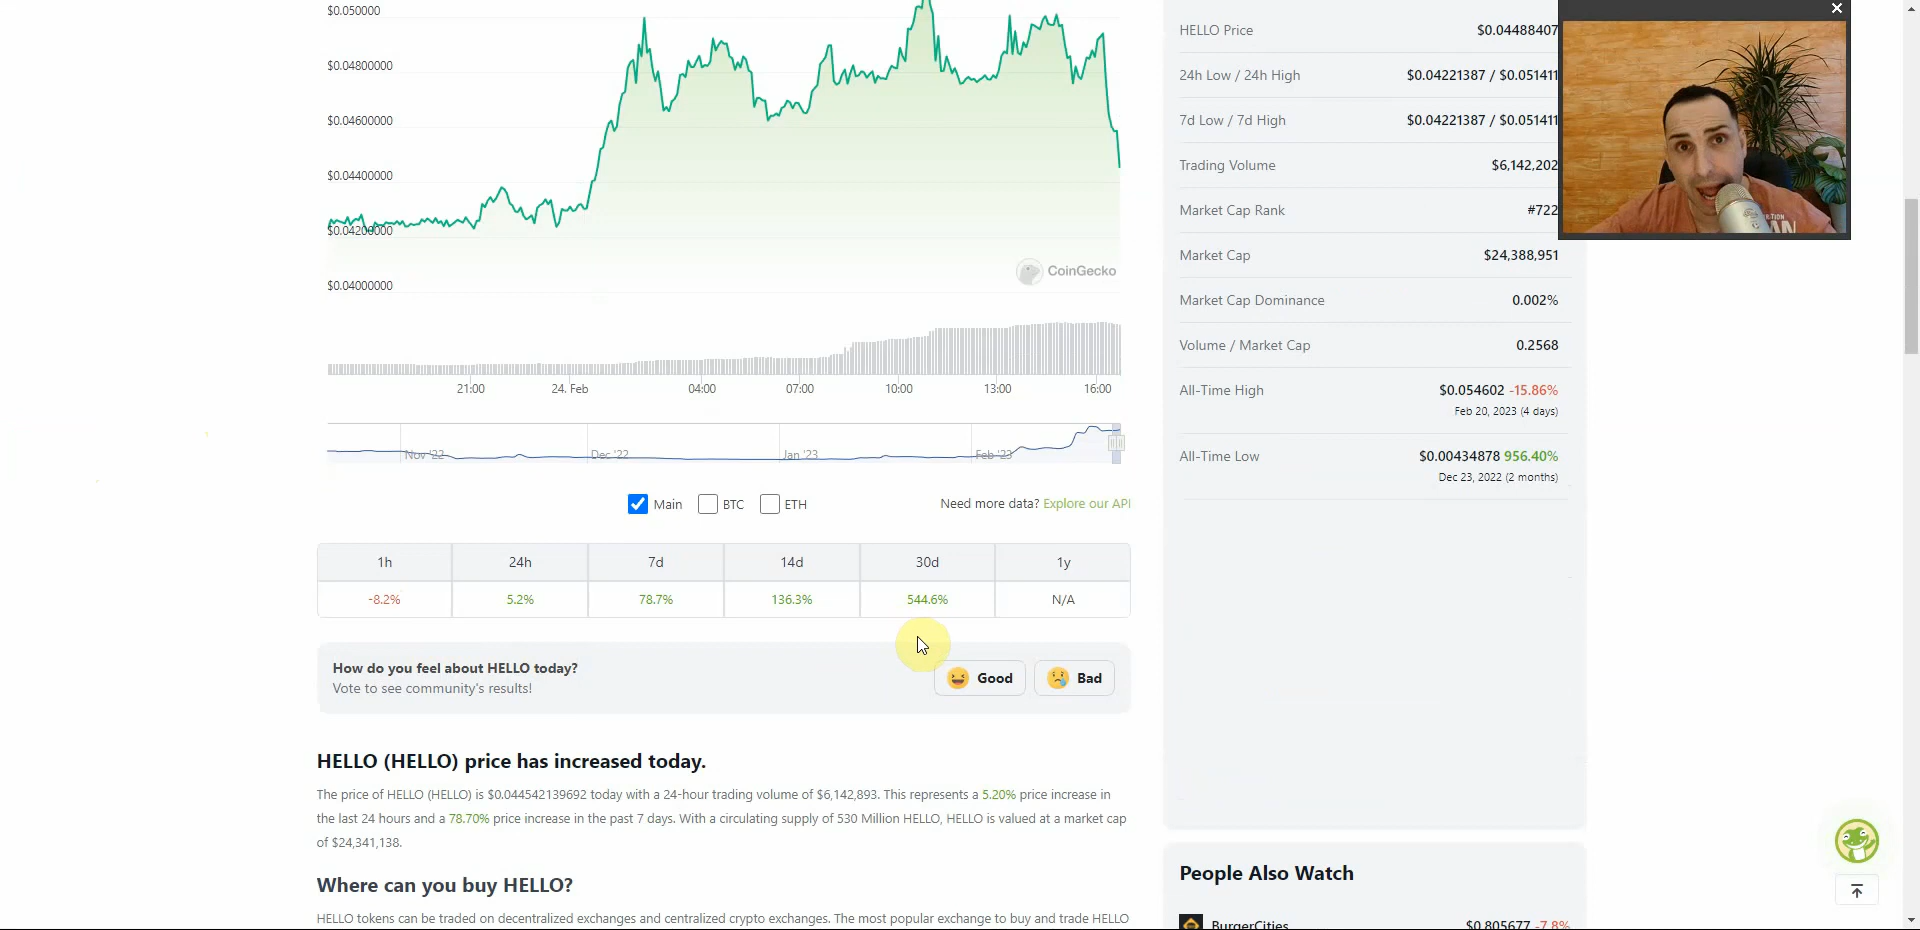 $0.050000
$0.04800000
$0.04600000
$0.04400000
$0.04200000
$0.04000000
CoinGecko
21:00 24. Feb 04:00 07:00 10:00 13:00 16:00
Nov '22 Dec '22 Jan '23 Feb '23
Main BTC ETH
Need more data? Explore our API
1h 24h 7d 14d 30d 1y
-8.2% 5.2% 78.7% 136.3% 544.6% N/A
How do you feel about HELLO today?
Vote to see community's results!
Good Bad
HELLO (HELLO) price has increased today.
The price of HELLO (HELLO) is $0.044542139692 today with a 24-hour trading volume of $6,142,893. This represents a 5.20% price increase in
the last 24 hours and a 78.70% price increase in the past 7 days. With a circulating supply of 530 Million HELLO, HELLO is valued at a market cap
of $24,341,138.
Where can you buy HELLO?
HELLO tokens can be traded on decentralized exchanges and centralized crypto exchanges. The most popular exchange to buy and trade HELLO
HELLO Price $0.04488407
24h Low / 24h High $0.04221387 / $0.051411
7d Low / 7d High $0.04221387 / $0.051411
Trading Volume $6,142,202
Market Cap Rank #722
Market Cap $24,388,951
Market Cap Dominance 0.002%
Volume / Market Cap 0.2568
All-Time High $0.054602 -15.86%
Feb 20, 2023 (4 days)
All-Time Low $0.00434878 956.40%
Dec 23, 2022 (2 months)
People Also Watch
BurgerCities $0.805677 -7.8%